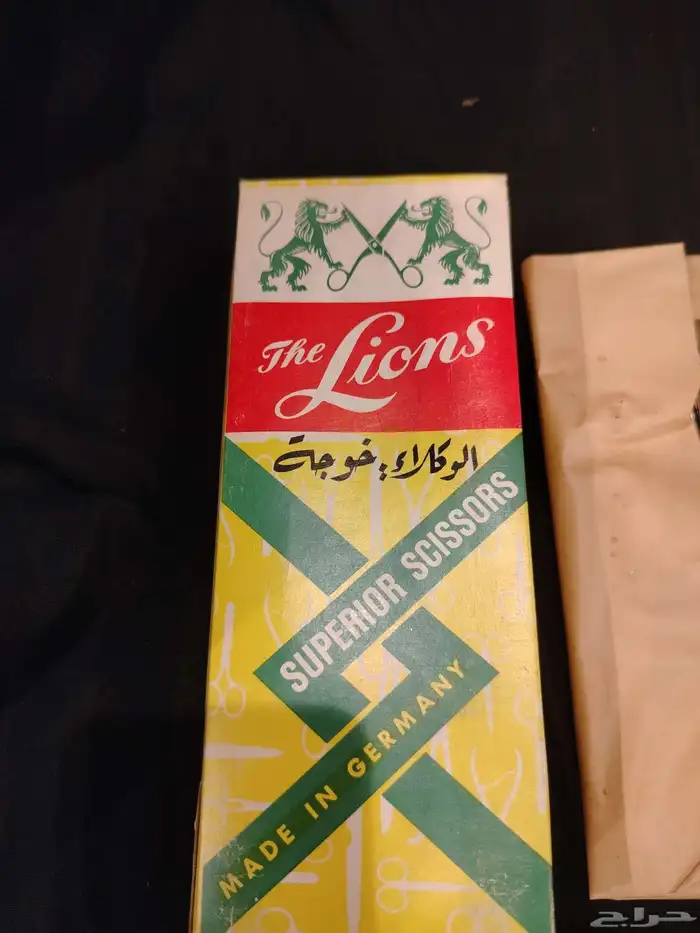 The Lions
الوكلاء: خوجة
SUPERIOR SCISSORS
MADE IN GERMANY
حراج